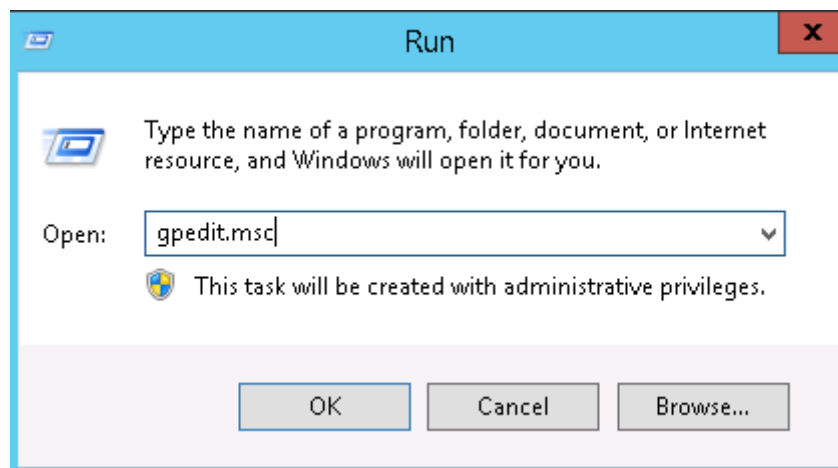 Run
x
Type the name of a program, folder, document, or Internet
resource, and Windows will open it for you.
Open:
gpedit.msc
This task will be created with administrative privileges.
OK
Cancel
Browse...